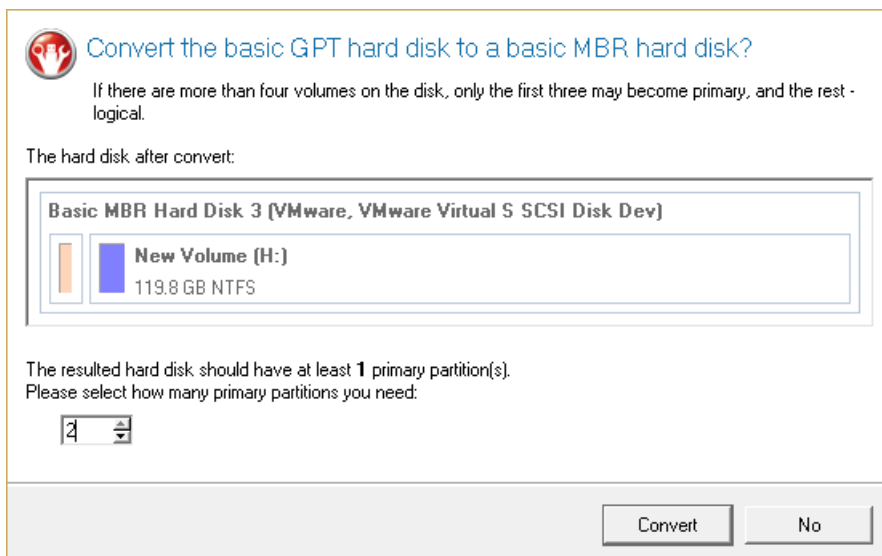 Convert the basic GPT hard disk to a basic MBR hard disk?
If there are more than four volumes on the disk, only the first three may become primary, and the rest -
logical.
The hard disk after convert:
Basic MBR Hard Disk 3 (VMware, VMware Virtual S SCSI Disk Dev)
New Volume (H:)
119.8 GB NTFS
The resulted hard disk should have at least 1 primary partition(s).
Please select how many primary partitions you need:
2
Convert No